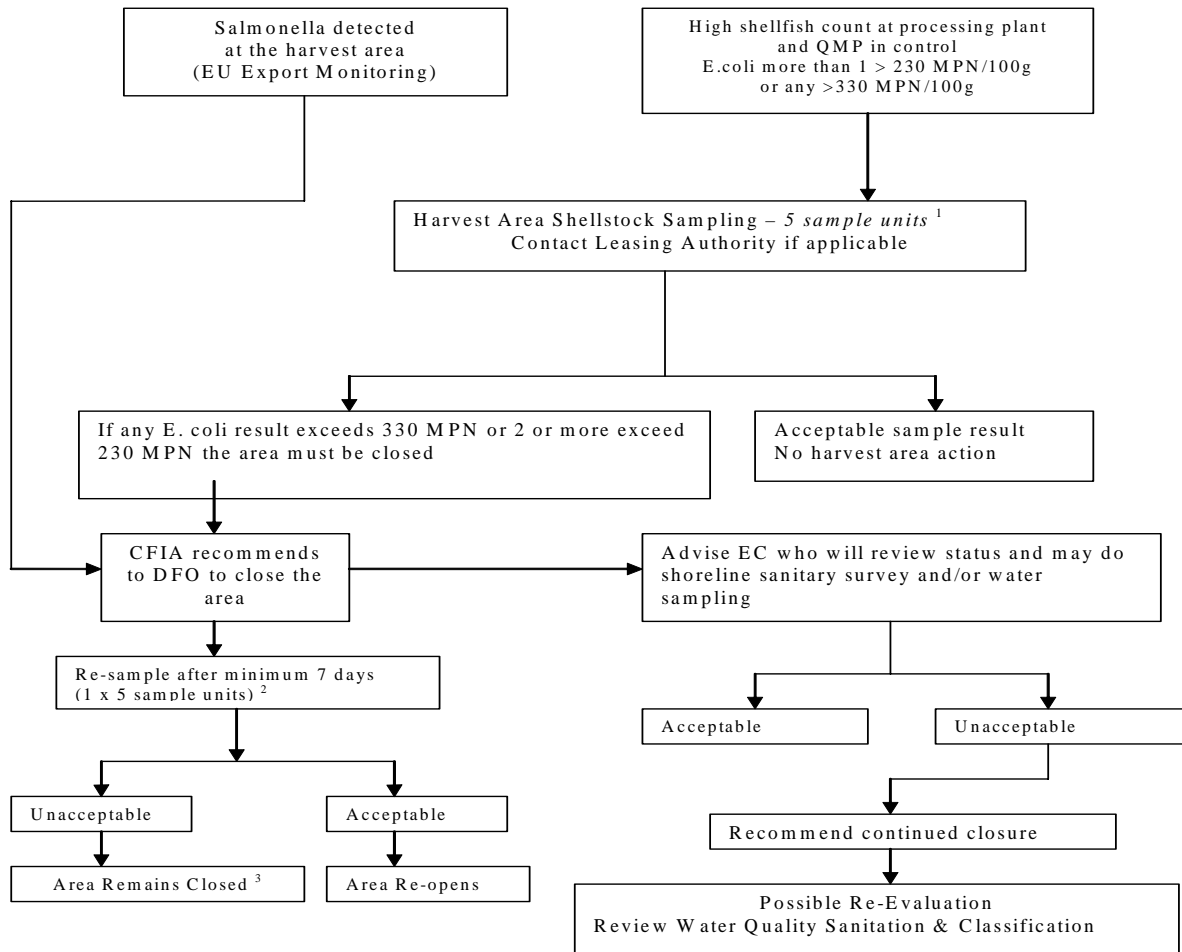 Salmonella detected
at the harvest area
(EU Export Monitoring)
High shellfish count at processing plant
and QMP in control
E.coli more than 1 > 230 MPN/100g
or any >330 MPN/100g
Harvest Area Shellstock Sampling – 5 sample units 1
Contact Leasing Authority if applicable
If any E. coli result exceeds 330 MPN or 2 or more exceed
230 MPN the area must be closed
Acceptable sample result
No harvest area action
CFIA recommends
to DFO to close the
area
Advise EC who will review status and may do
shoreline sanitary survey and/or water
sampling
Re-sample after minimum 7 days
(1 x 5 sample units) 2
Acceptable
Unacceptable
Unacceptable
Acceptable
Recommend continued closure
Area Remains Closed 3
Area Re-opens
Possible Re-Evaluation
Review Water Quality Sanitation & Classification